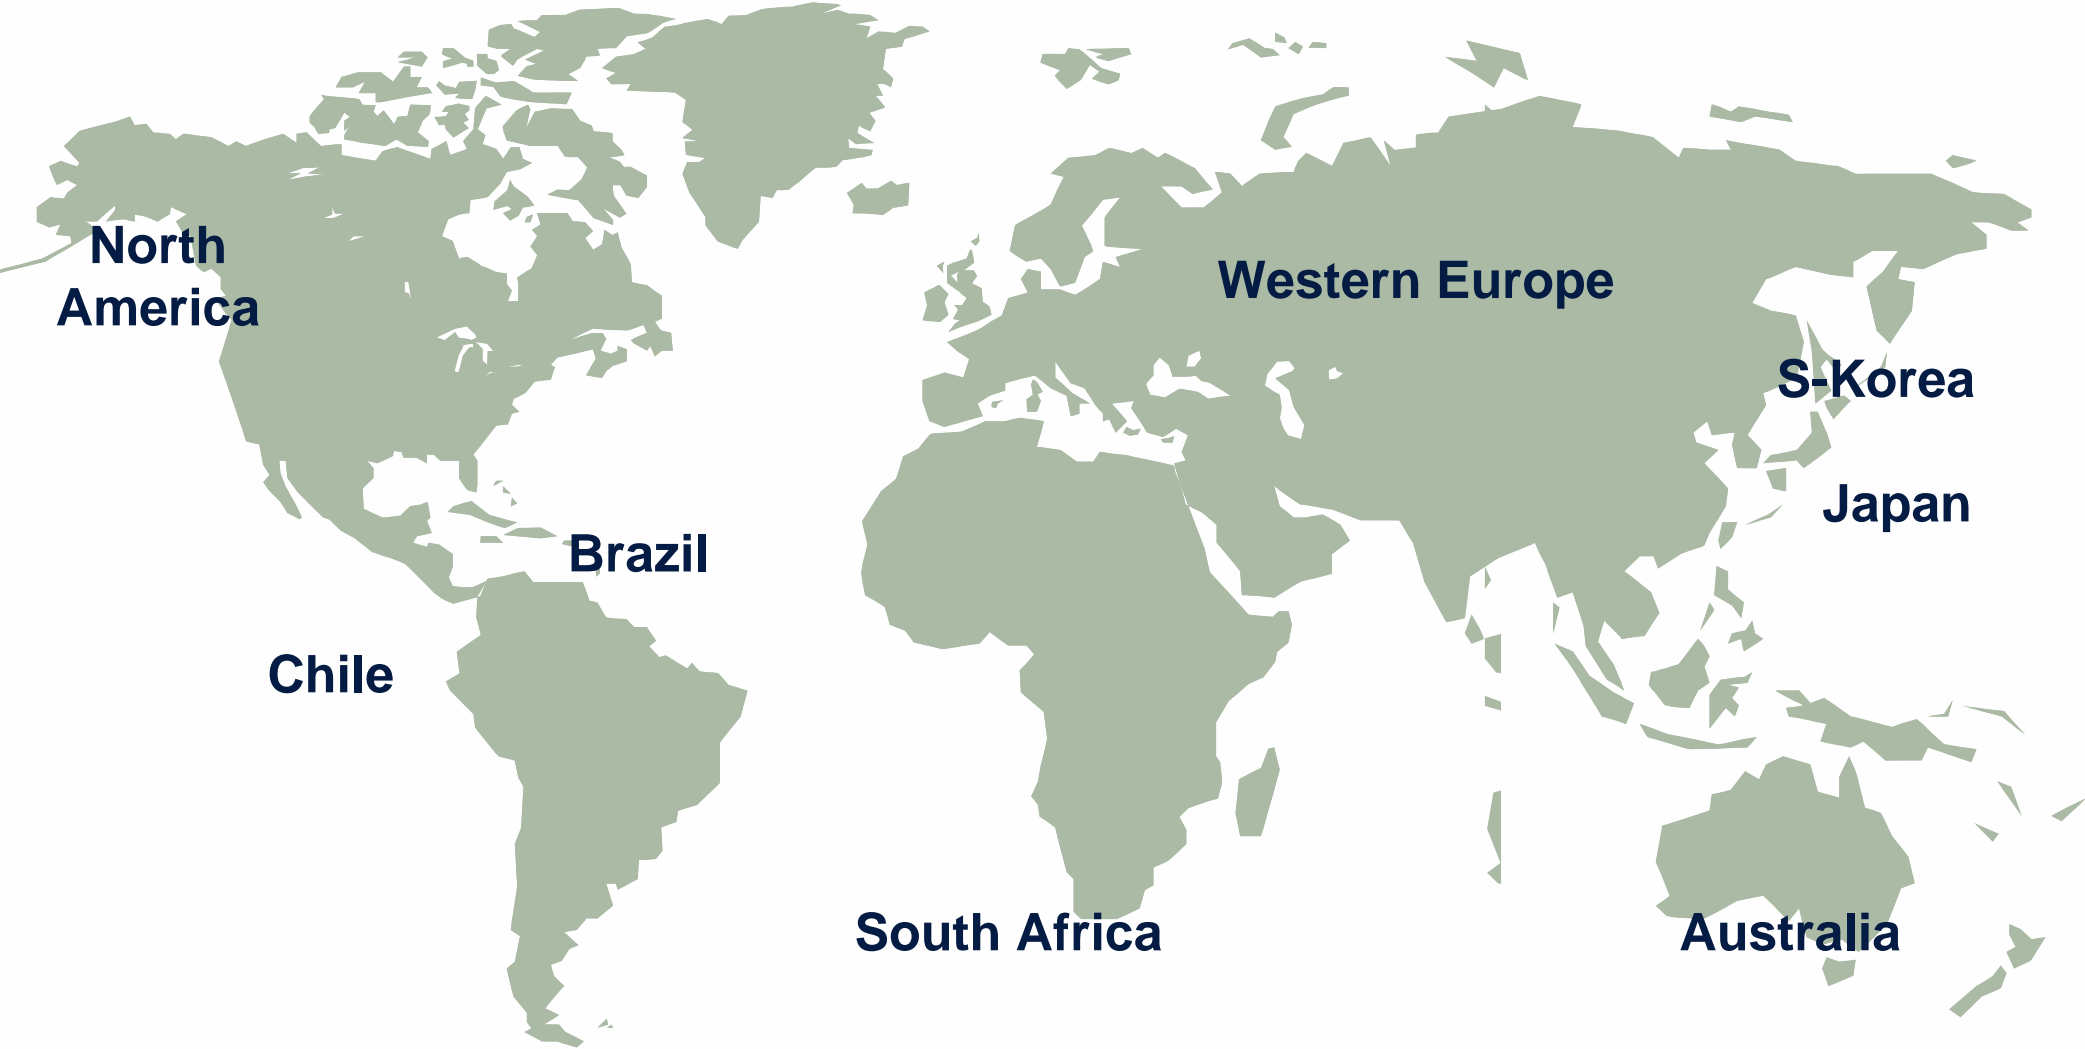 North
America
Western Europe
S-Korea
Japan
Brazil
Chile
South Africa
Australia